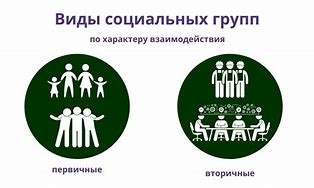 Виды социальных групп
по характеру взаимодействия
первичные
вторичные